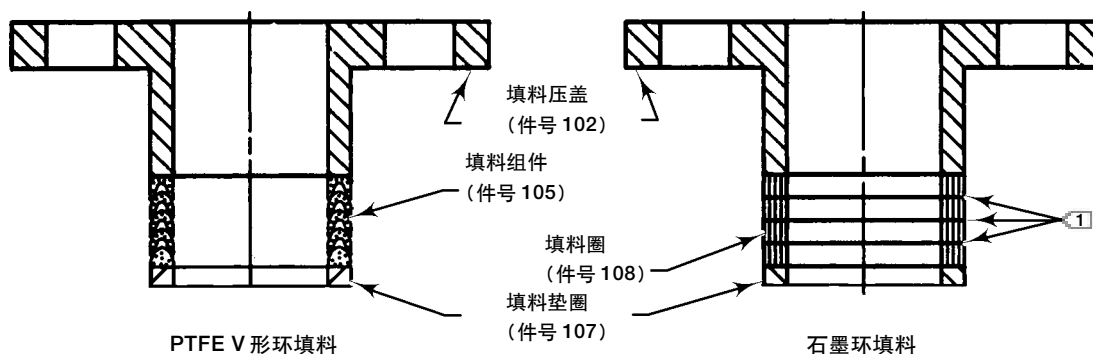 填料压盖
（件号 102）
填料组件
（件号 105）
1
填料圈
（件号 108）
填料垫圈
（件号 107）
PTFE V 形环填料
石墨环填料